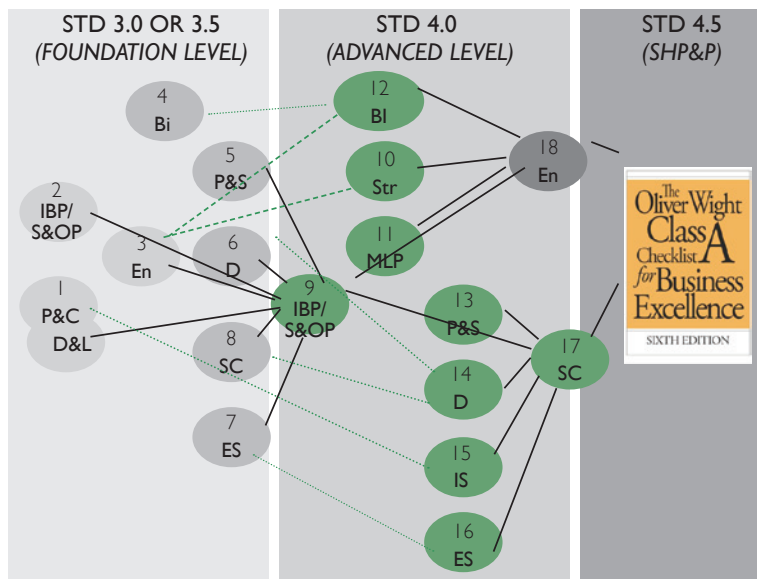 STD 3.0 OR 3.5
(FOUNDATION LEVEL)
STD 4.0
(ADVANCED LEVEL)
STD 4.5
(SHP&P)
4
Bi
12
BI
5
P&S
10
Str
18
En
2
IBP/
S&OP
3
En
6
D
11
MLP
1
P&C
D&L
9
IBP/
S&OP
13
P&S
8
SC
14
D
17
SC
7
ES
15
IS
16
ES
The
Oliver Wight
Class A
Checklist
for Business
Excellence
SIXTH EDITION